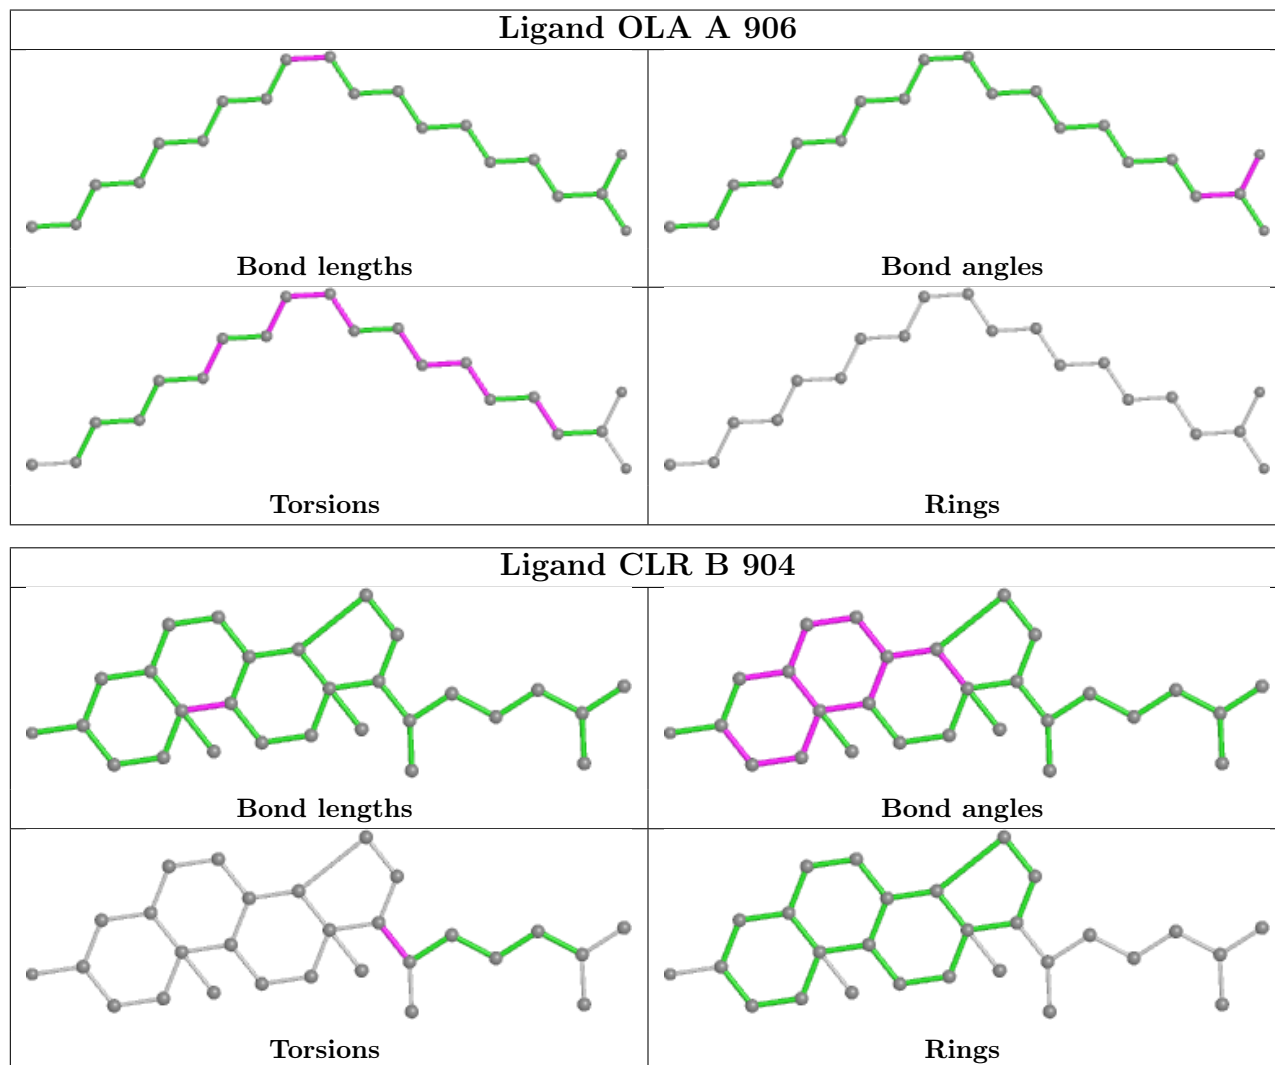 Ligand OLA A 906
Bond lengths
Bond angles
Torsions
Rings
Ligand CLR B 904
Bond lengths
Bond angles
Torsions
Rings